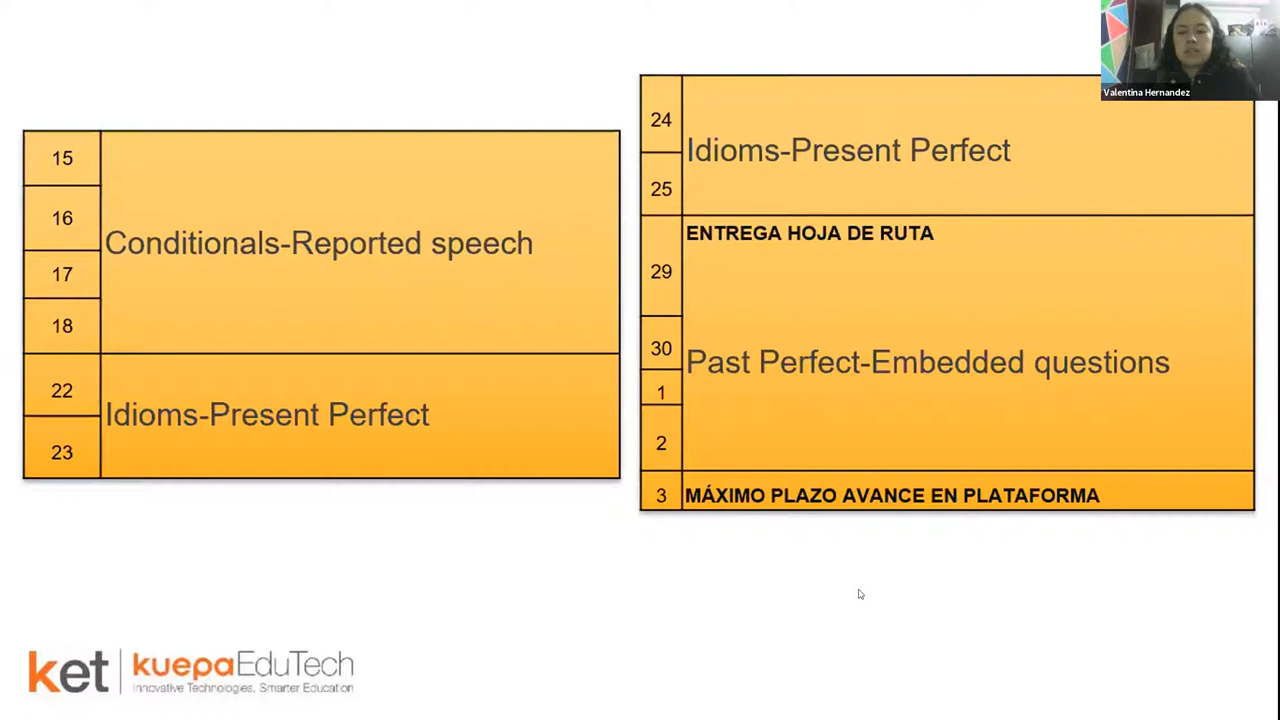 Valentina Hernandez
15
16
Conditionals-Reported speech
17
18
22
Idioms-Present Perfect
23
24
Idioms-Present Perfect
25
ENTREGA HOJA DE RUTA
29
30
Past Perfect-Embedded questions
1
2
3 MÁXIMO PLAZO AVANCE EN PLATAFORMA
ket kuepaEduTech
Innovative Technologies, Smarter Education